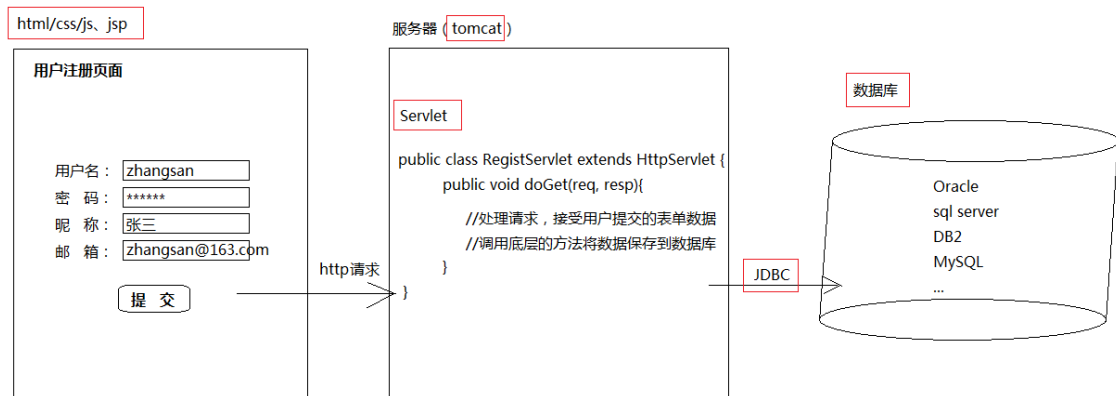 html/css/js、jsp
用户注册页面
用户名： zhangsan
密 码： ******
昵 称： 张三
邮 箱： zhangsan@163.com
提 交
http请求
服务器（tomcat）
Servlet
public class RegistServlet extends HttpServlet {
public void doGet(req, resp){
//处理请求，接受用户提交的表单数据
//调用底层的方法将数据保存到数据库
}
}
JDBC
数据库
Oracle
sql server
DB2
MySQL
...